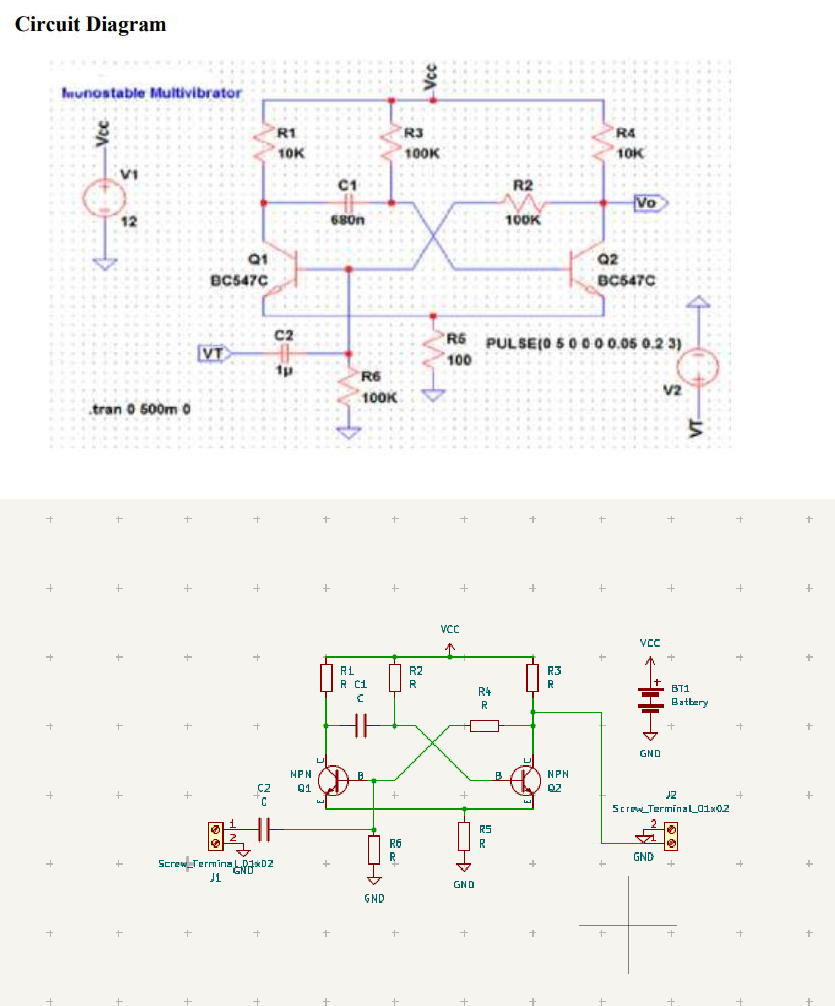 Circuit Diagram
Monostable Multivibrator
Vcc
Vcc
V1
12
R1
10K
R3
100K
R4
10K
C1
680n
R2
100K
Vo
Q1
BC547C
Q2
BC547C
VT
C2
1µ
R5
100
PULSE(0 5 0 0 0 0.05 0.2 3)
R6
100K
V2
VT
.tran 0 500m 0
VCC
VCC
R1
R
C1
C
R2
R
R3
R
R4
R
BT1
Battery
+
GND
NPN
Q1
C
B
E
NPN
Q2
C
B
E
C2
C
J2
Screw_Terminal_01x02
2
1
GND
1
2
Screw_Terminal_01x02
GND
J1
R6
R
GND
R5
R
GND